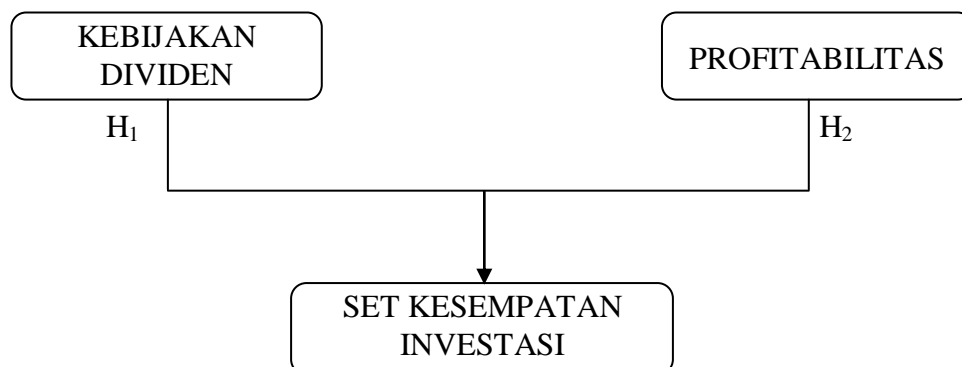 KEBIJAKAN
DIVIDEN
PROFITABILITAS
H₁
H₂
SET KESEMPATAN
INVESTASI